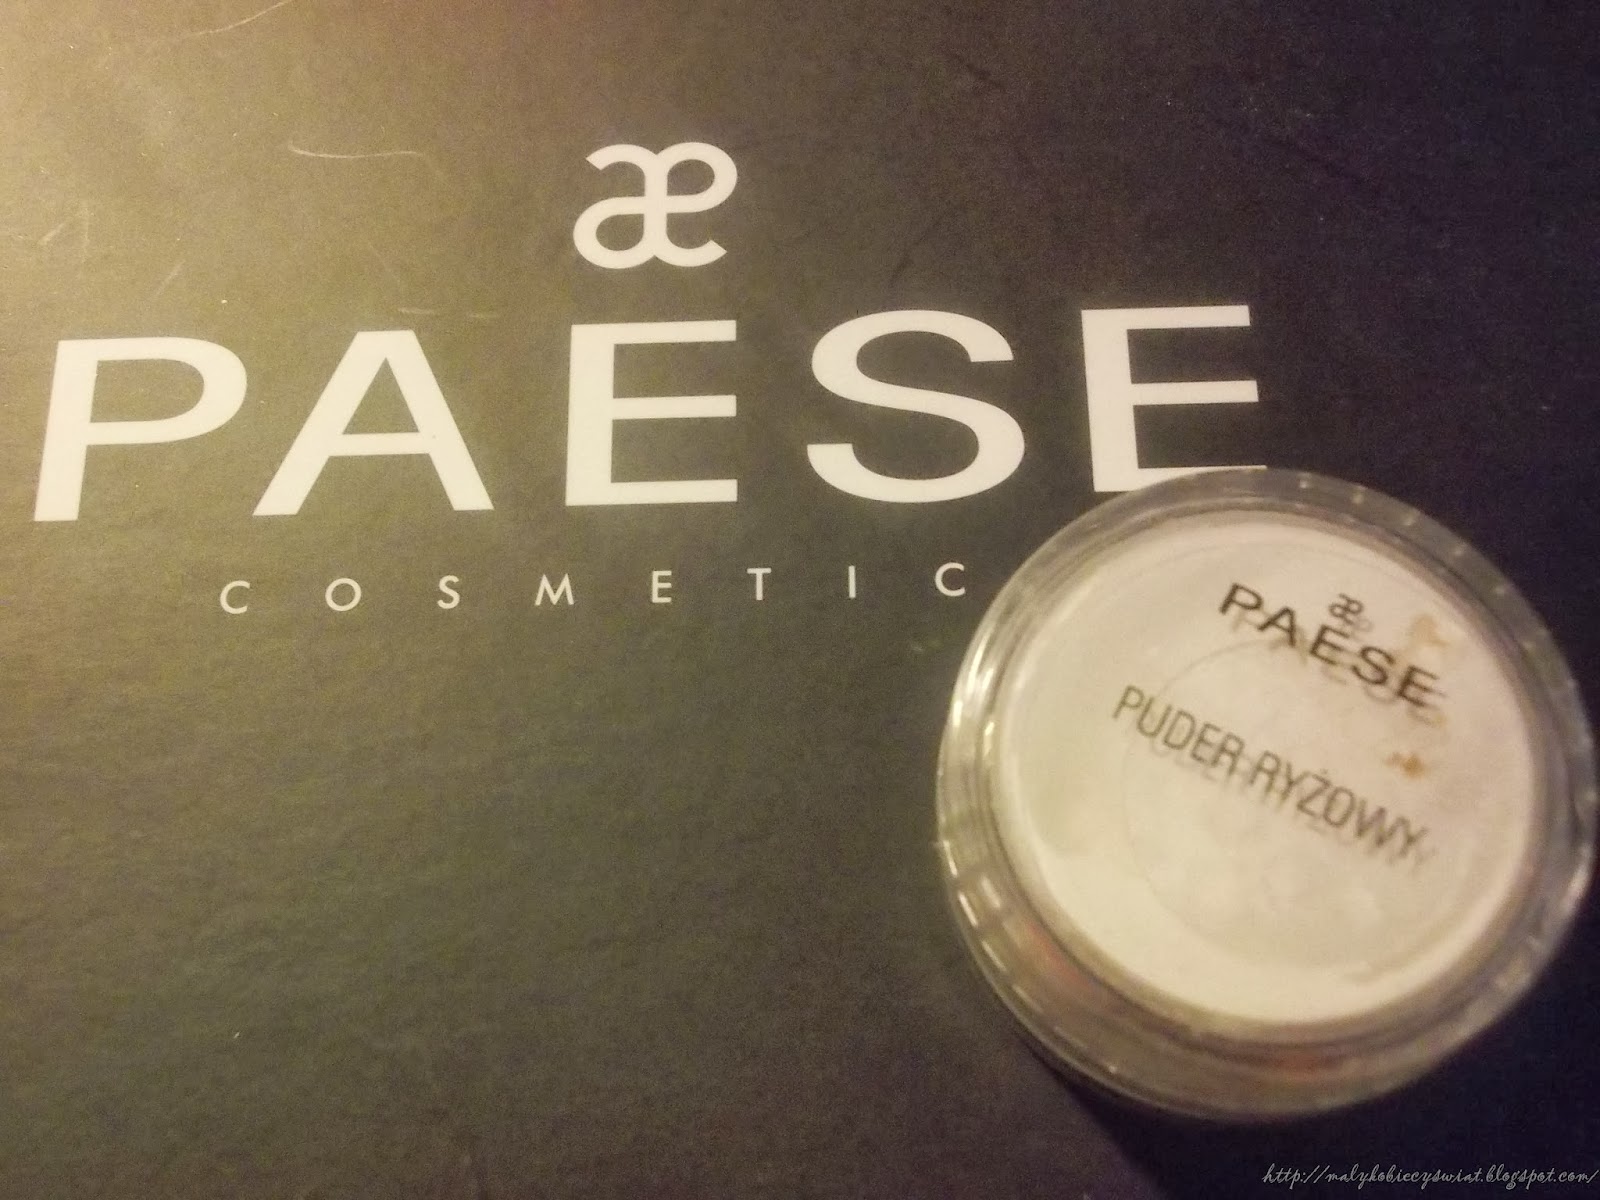 æ
PAESE
COSMETIC
æ
PAESE
PUDER RYŻOWY
http://malykobiecyswiat.blogspot.com/